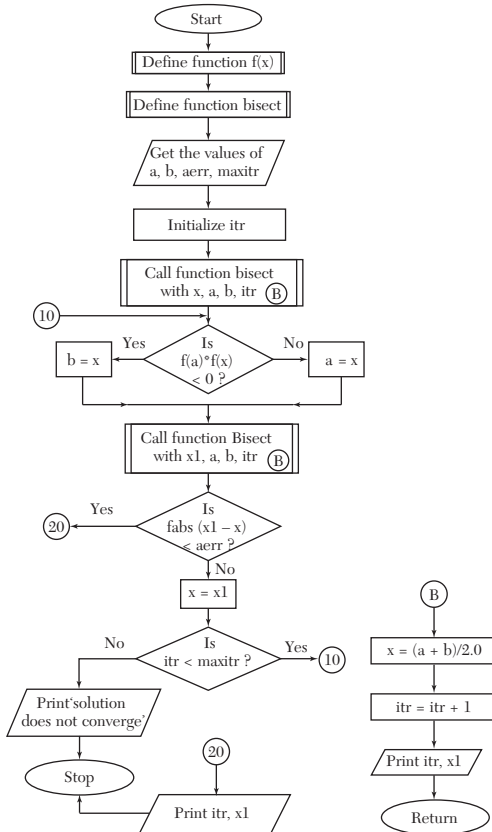 Start
Define function f(x)
Define function bisect
Get the values of
a, b, aerr, maxitr
Initialize itr
Call function bisect
with x, a, b, itr
B
10
Yes
Is
No
b = x
f(a)*f(x)
a = x
< 0 ?
Call function Bisect
with x1, a, b, itr
B
Yes
Is
20
fabs (x1 – x)
< aerr ?
No
x = x1
No
Is
Yes
itr < maxitr ?
10
Print‘solution
does not converge’
Stop
20
Print itr, x1
B
x = (a + b)/2.0
itr = itr + 1
Print itr, x1
Return